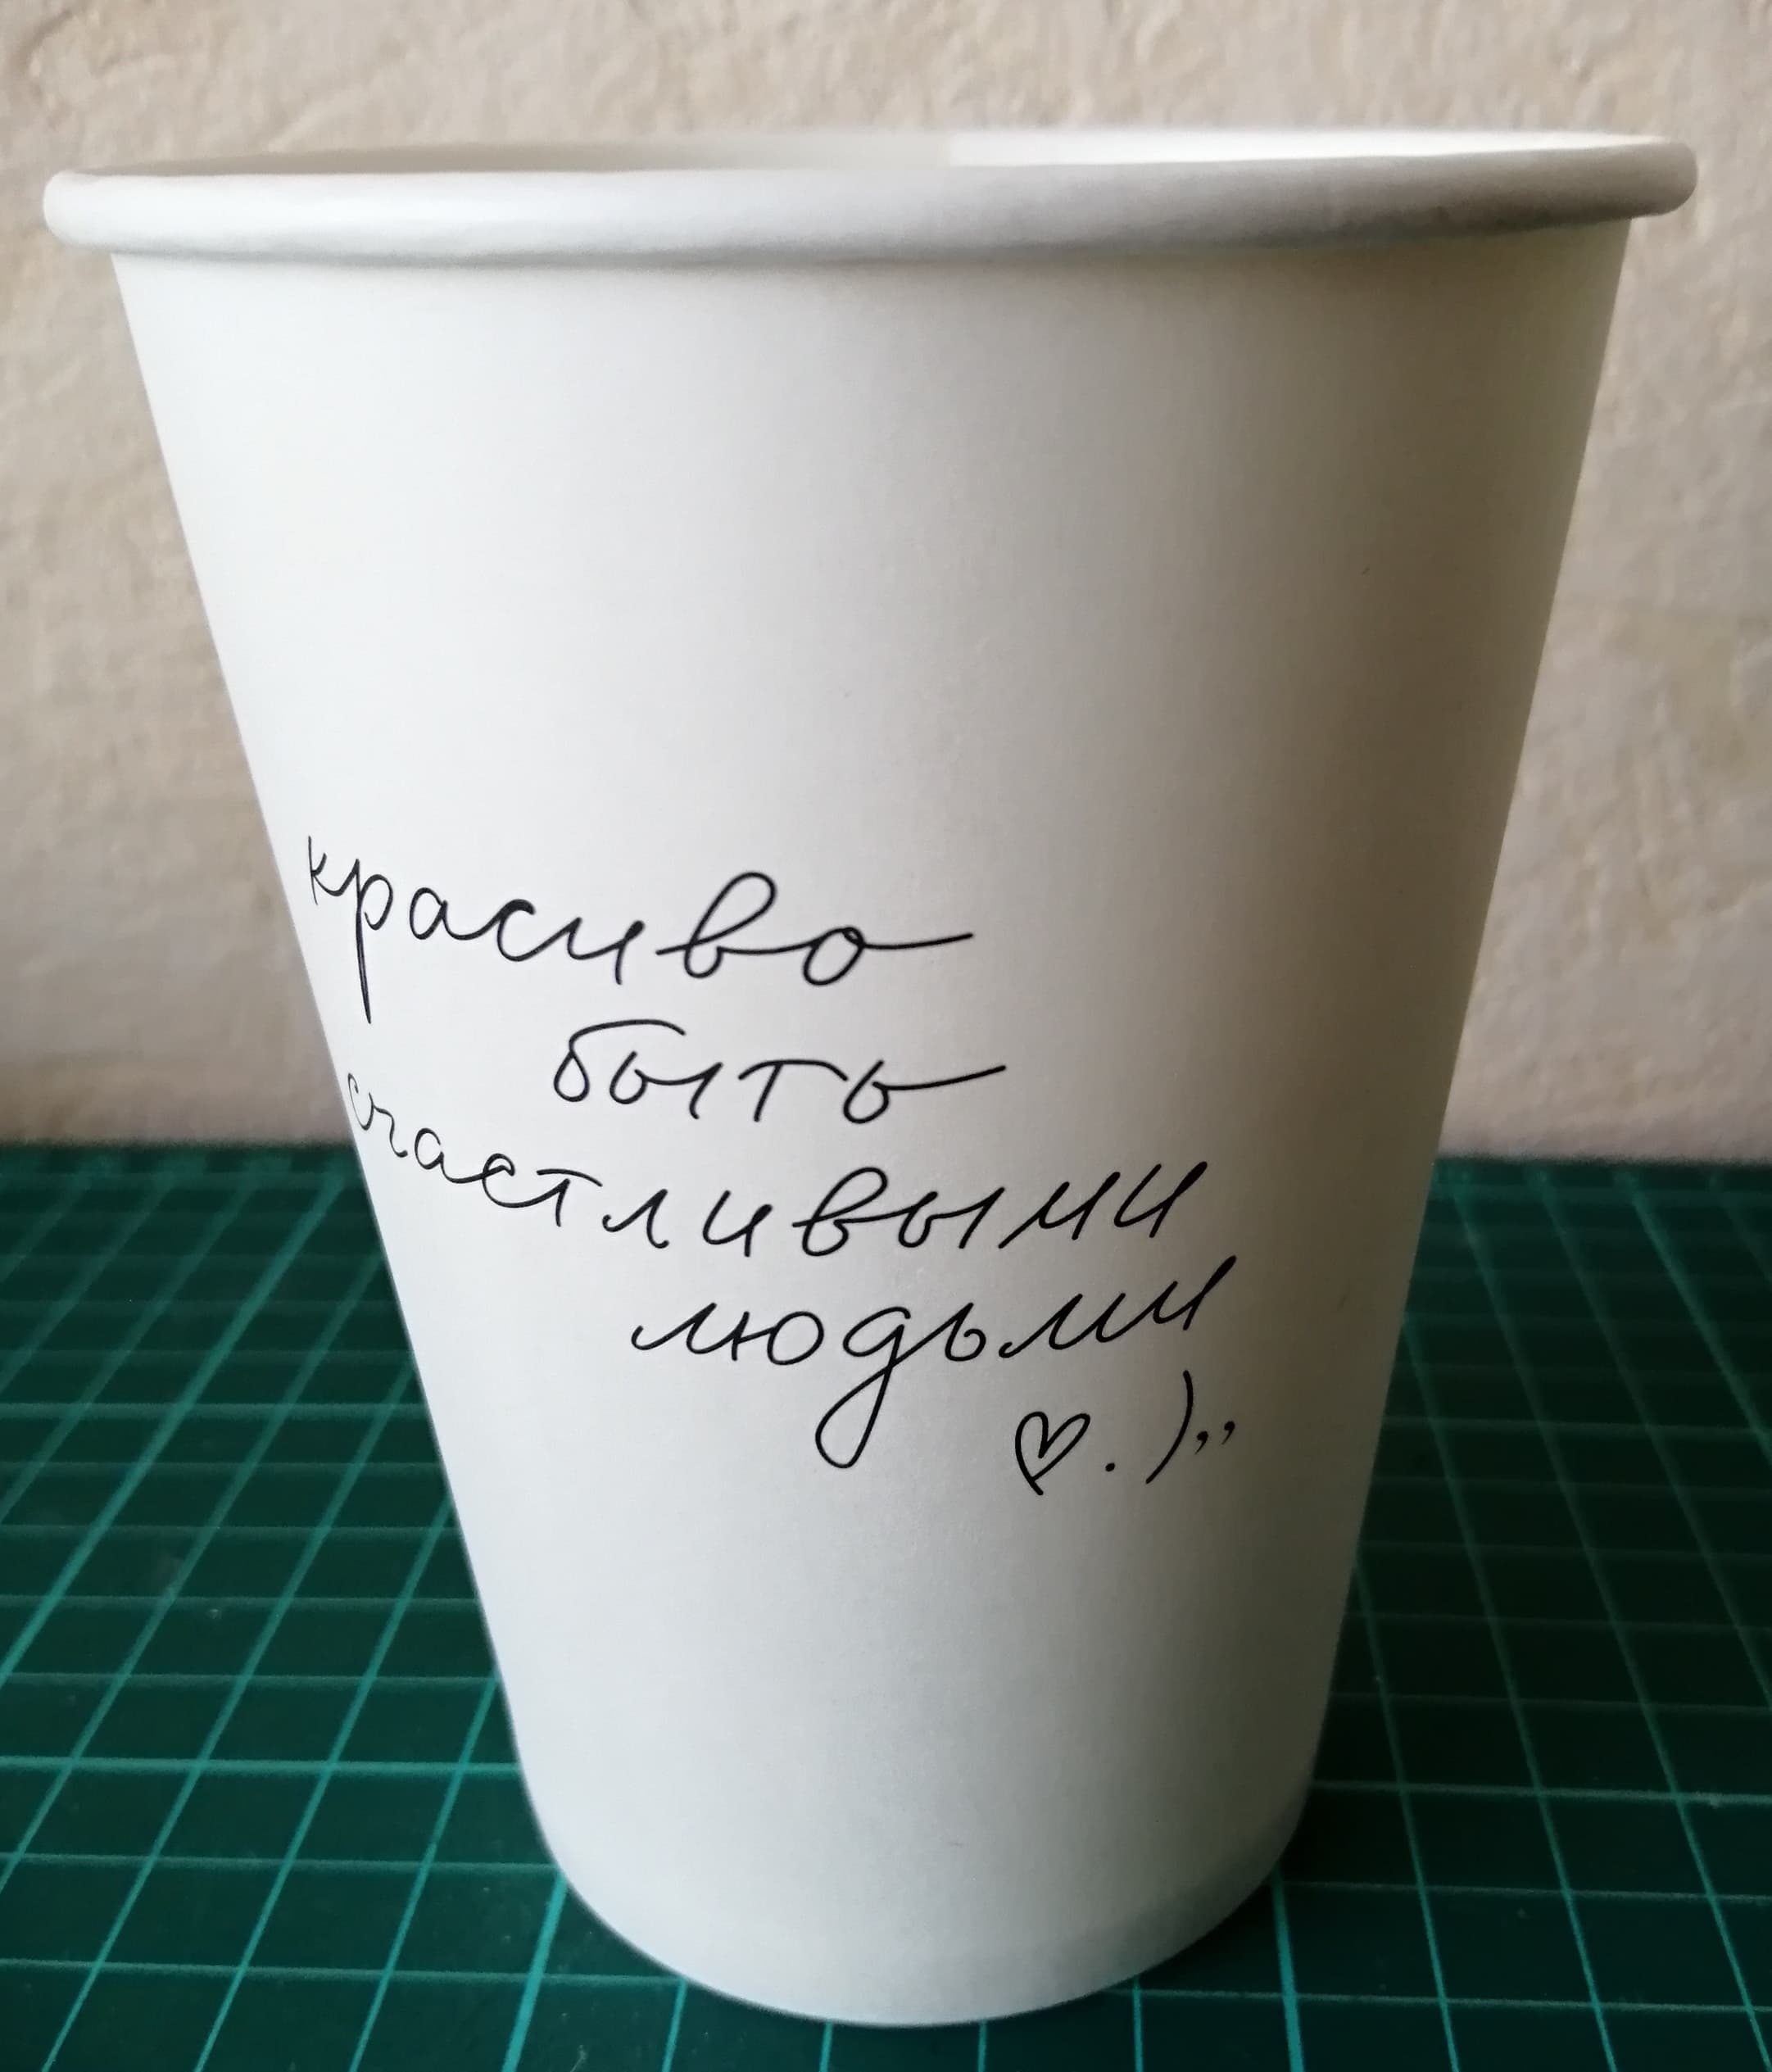 красиво
быть
счастливыми
людьми
♡.),,